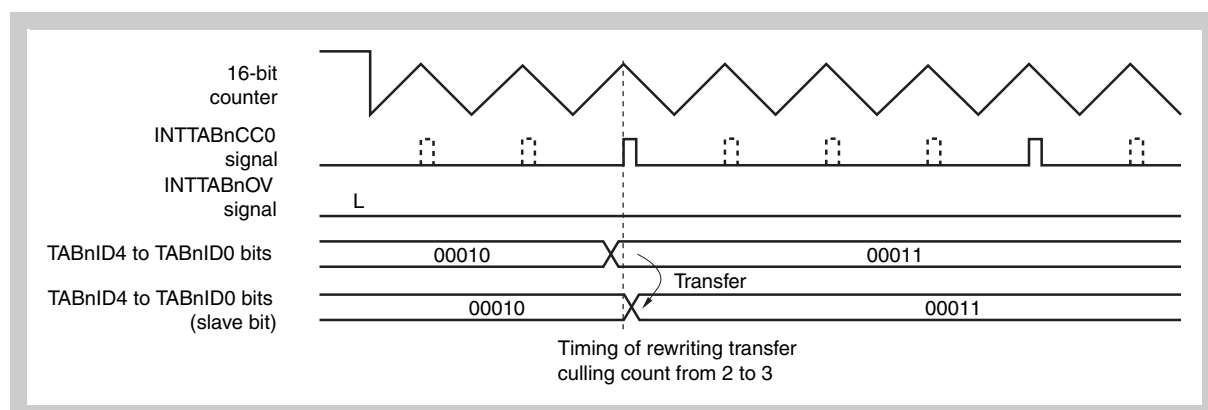 16-bit
counter
INTTABnCC0
signal
INTTABnOV
signal
L
TABnID4 to TABnID0 bits
00010
00011
Transfer
TABnID4 to TABnID0 bits
(slave bit)
00010
00011
Timing of rewriting transfer
culling count from 2 to 3